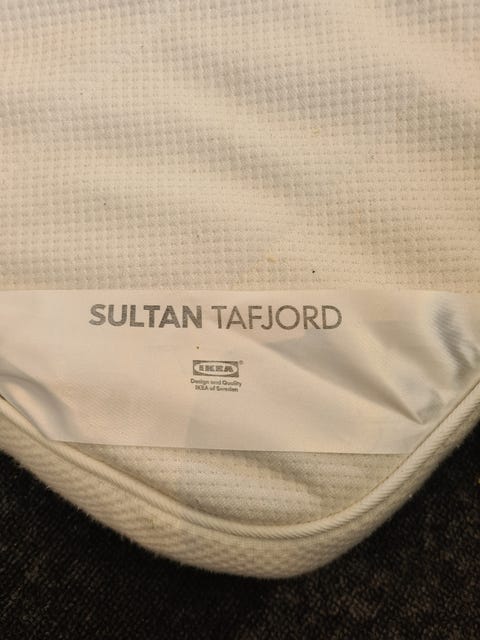 SULTAN TAFJORD
IKEA®
Design and Quality
IKEA of Sweden